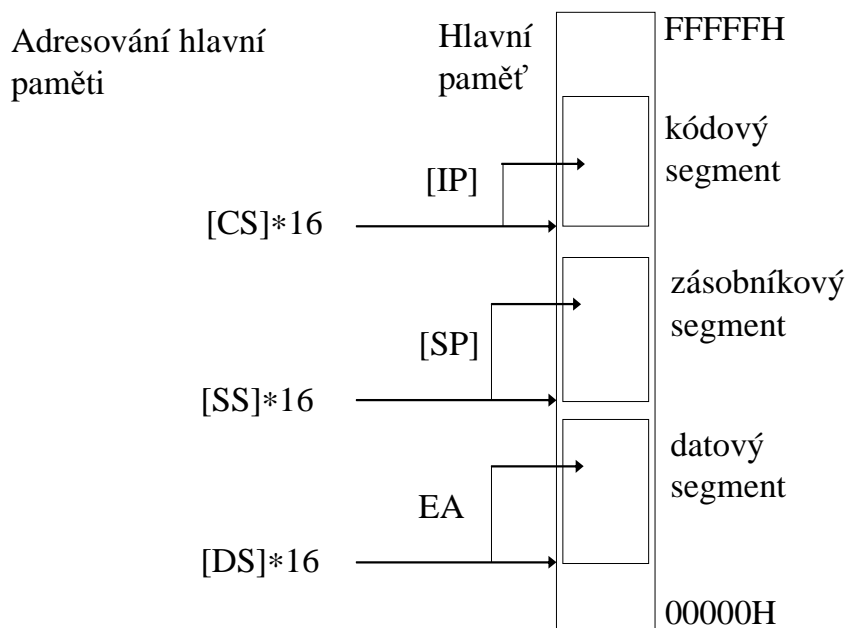 Adresování hlavní
paměti
Hlavní
paměť
FFFFFH
kódový
segment
[IP]
[CS]*16
zásobníkový
segment
[SP]
[SS]*16
datový
segment
EA
[DS]*16
00000H